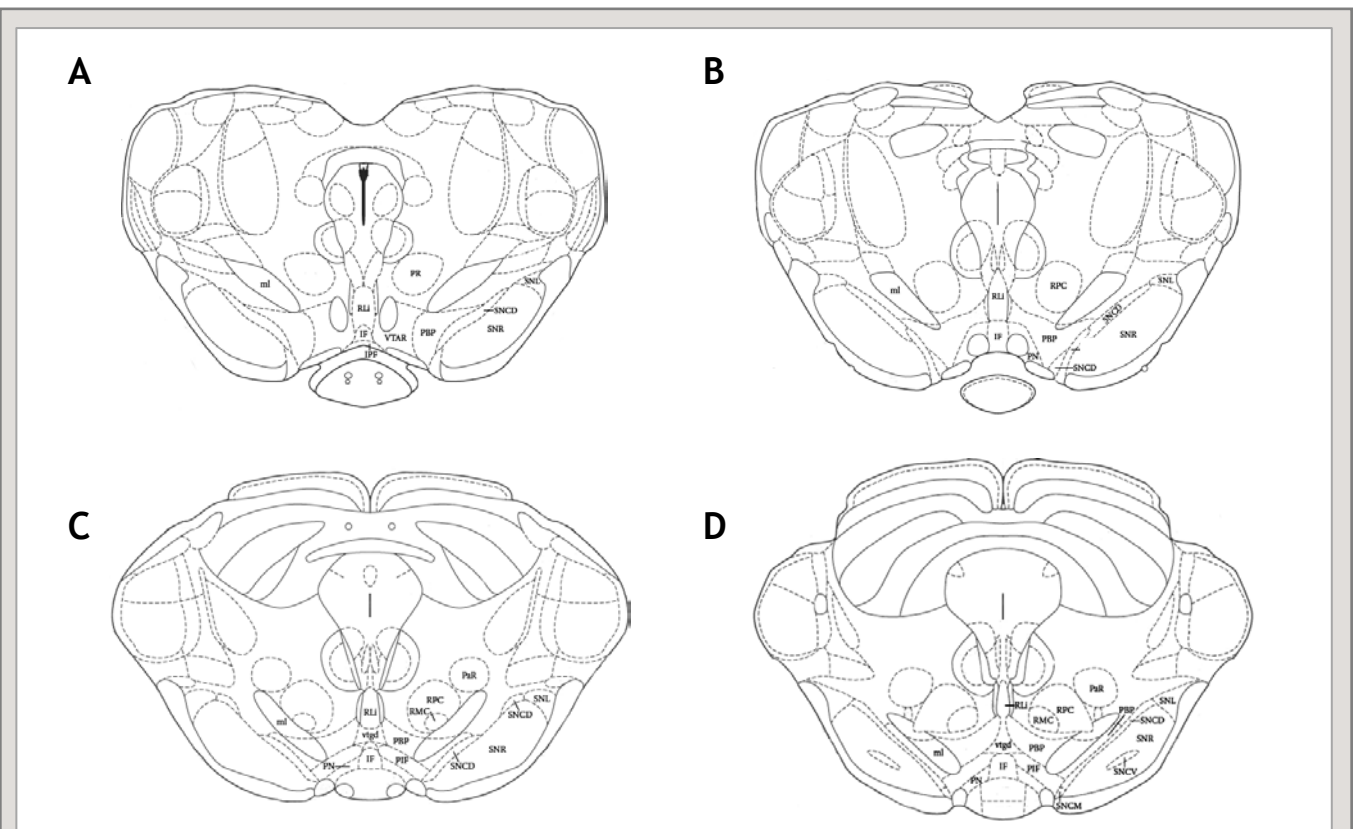 A
B
PR
ml
SNL
RLi
SNCD
SNR
IF
VTAR
PBP
IPF
ml
RPC
SNL
RLi
SNCD
SNR
IF
PBP
PN
SNCD
C
D
PaR
RPC
SNL
RMC
RLi
SNCD
ml
vtgd
PBP
SNR
IF
PIF
PN
SNCD
PaR
SNL
RLi
RPC
PBP
RMC
SNCD
vtgd
PBP
SNR
ml
IF
PIF
SNCV
PN
SNCM